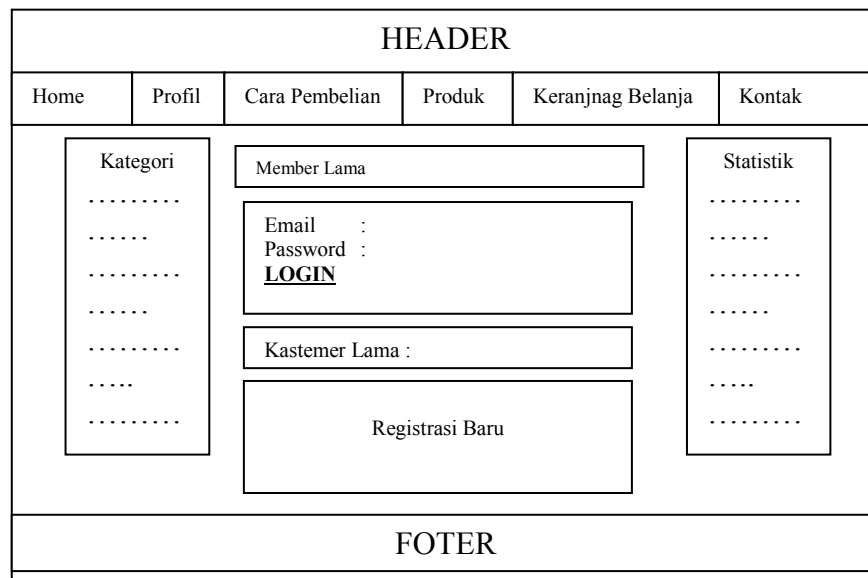 HEADER
Home Profil Cara Pembelian Produk Keranjnag Belanja Kontak
Kategori
. . . . . . . . .
. . . . . .
. . . . . . . . .
. . . . . .
. . . . . . . . .
. . . . .
. . . . . . . . .
Member Lama
Email :
Password :
LOGIN
Kastemer Lama :
Registrasi Baru
Statistik
. . . . . . . . .
. . . . . .
. . . . . . . . .
. . . . . .
. . . . . . . . .
. . . . .
. . . . . . . . .
FOTER